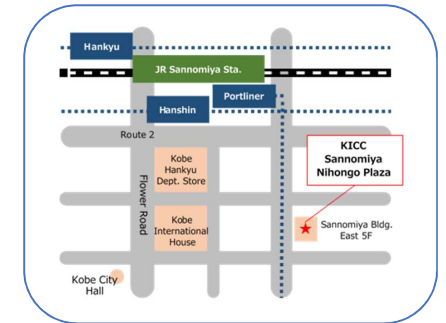 Hankyu
JR Sannomiya Sta.
Portliner
Hanshin
Route 2
KICC
Sannomiya
Nihongo Plaza
Kobe
Hankyu
Dept. Store
Flower Road
Kobe
International
House
Sannomiya Bldg.
East 5F
Kobe City
Hall